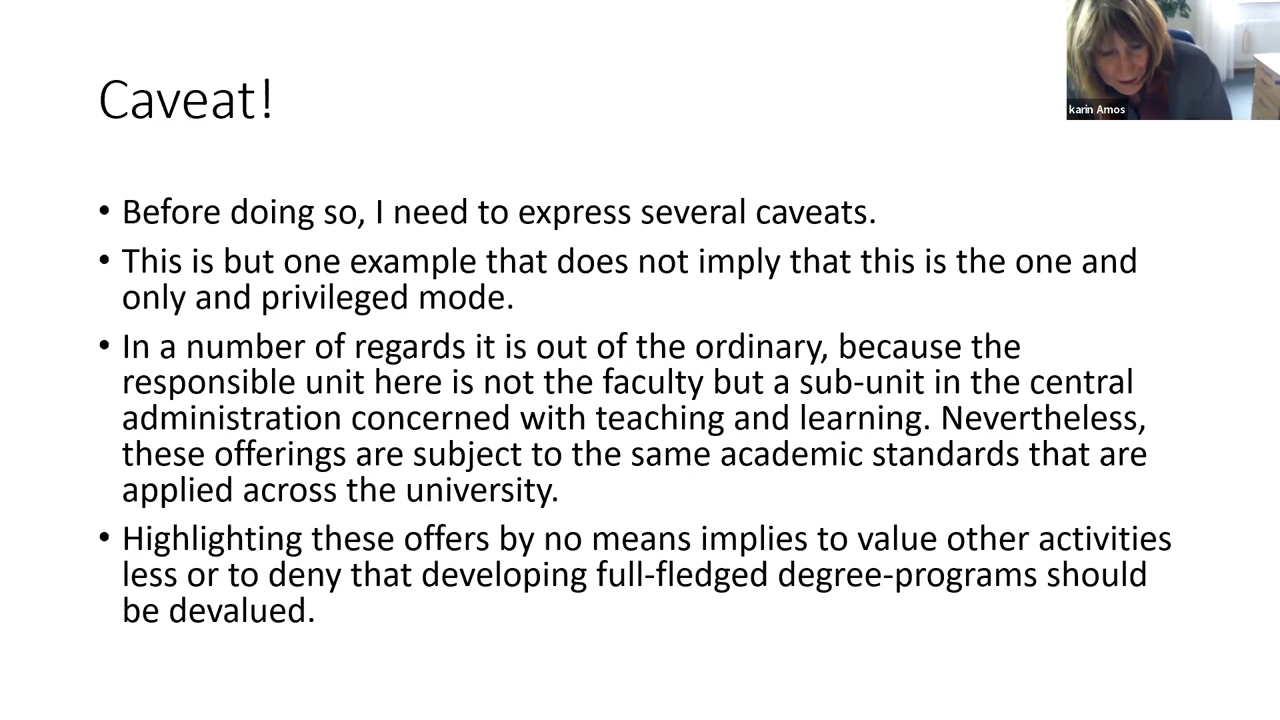 Caveat!
karin Amos
• Before doing so, I need to express several caveats.
• This is but one example that does not imply that this is the one and
only and privileged mode.
• In a number of regards it is out of the ordinary, because the
responsible unit here is not the faculty but a sub-unit in the central
administration concerned with teaching and learning. Nevertheless,
these offerings are subject to the same academic standards that are
applied across the university.
• Highlighting these offers by no means implies to value other activities
less or to deny that developing full-fledged degree-programs should
be devalued.